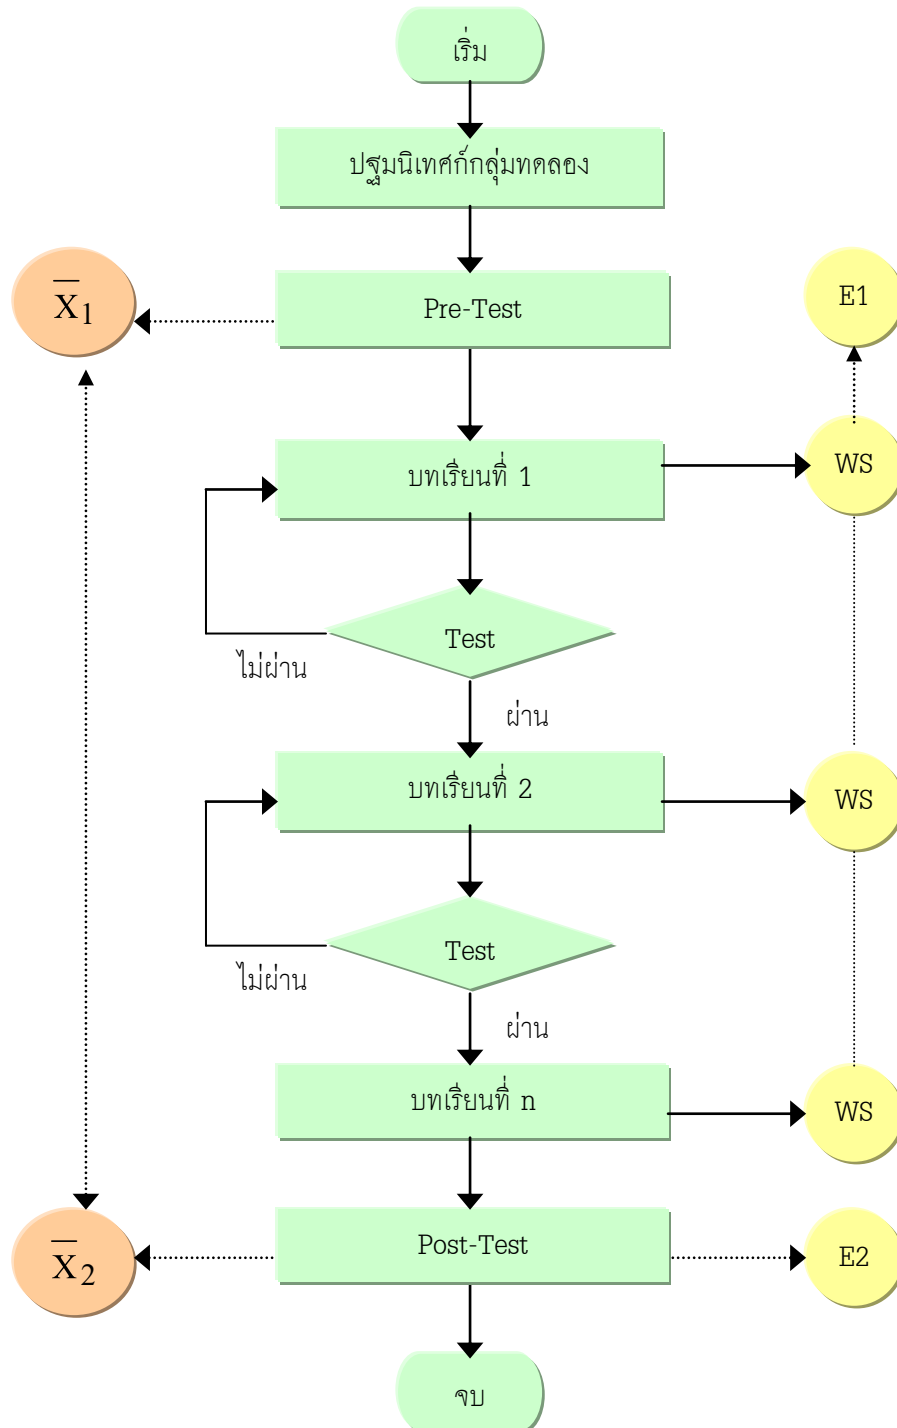 เริ่ม
ปฐมนิเทศก์กลุ่มทดลอง
X̅1
Pre-Test
E1
บทเรียนที่ 1
WS
Test
ไม่ผ่าน
ผ่าน
บทเรียนที่ 2
WS
Test
ไม่ผ่าน
ผ่าน
บทเรียนที่ n
WS
X̅2
Post-Test
E2
จบ